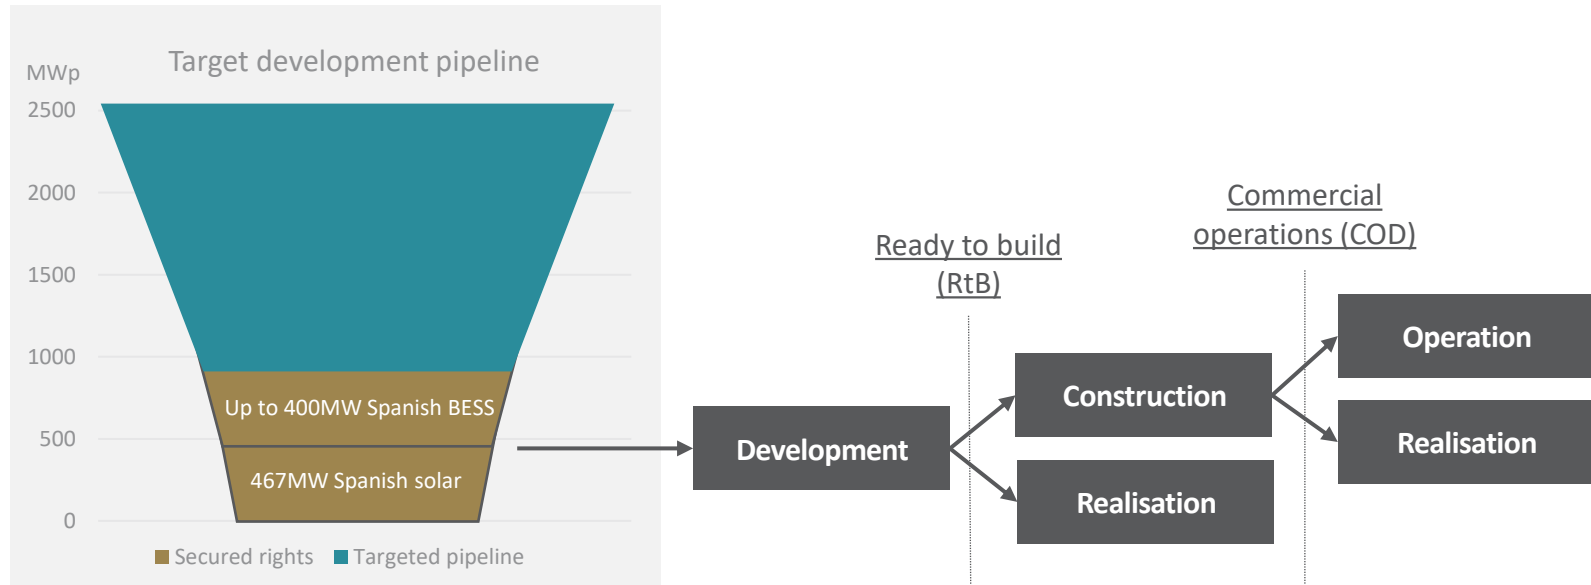 Target development pipeline
MWp
2500
2000
1500
1000
500
0
Up to 400MW Spanish BESS
467MW Spanish solar
Secured rights
Targeted pipeline
Development
Ready to build
(RtB)
Construction
Realisation
Commercial
operations (COD)
Operation
Realisation